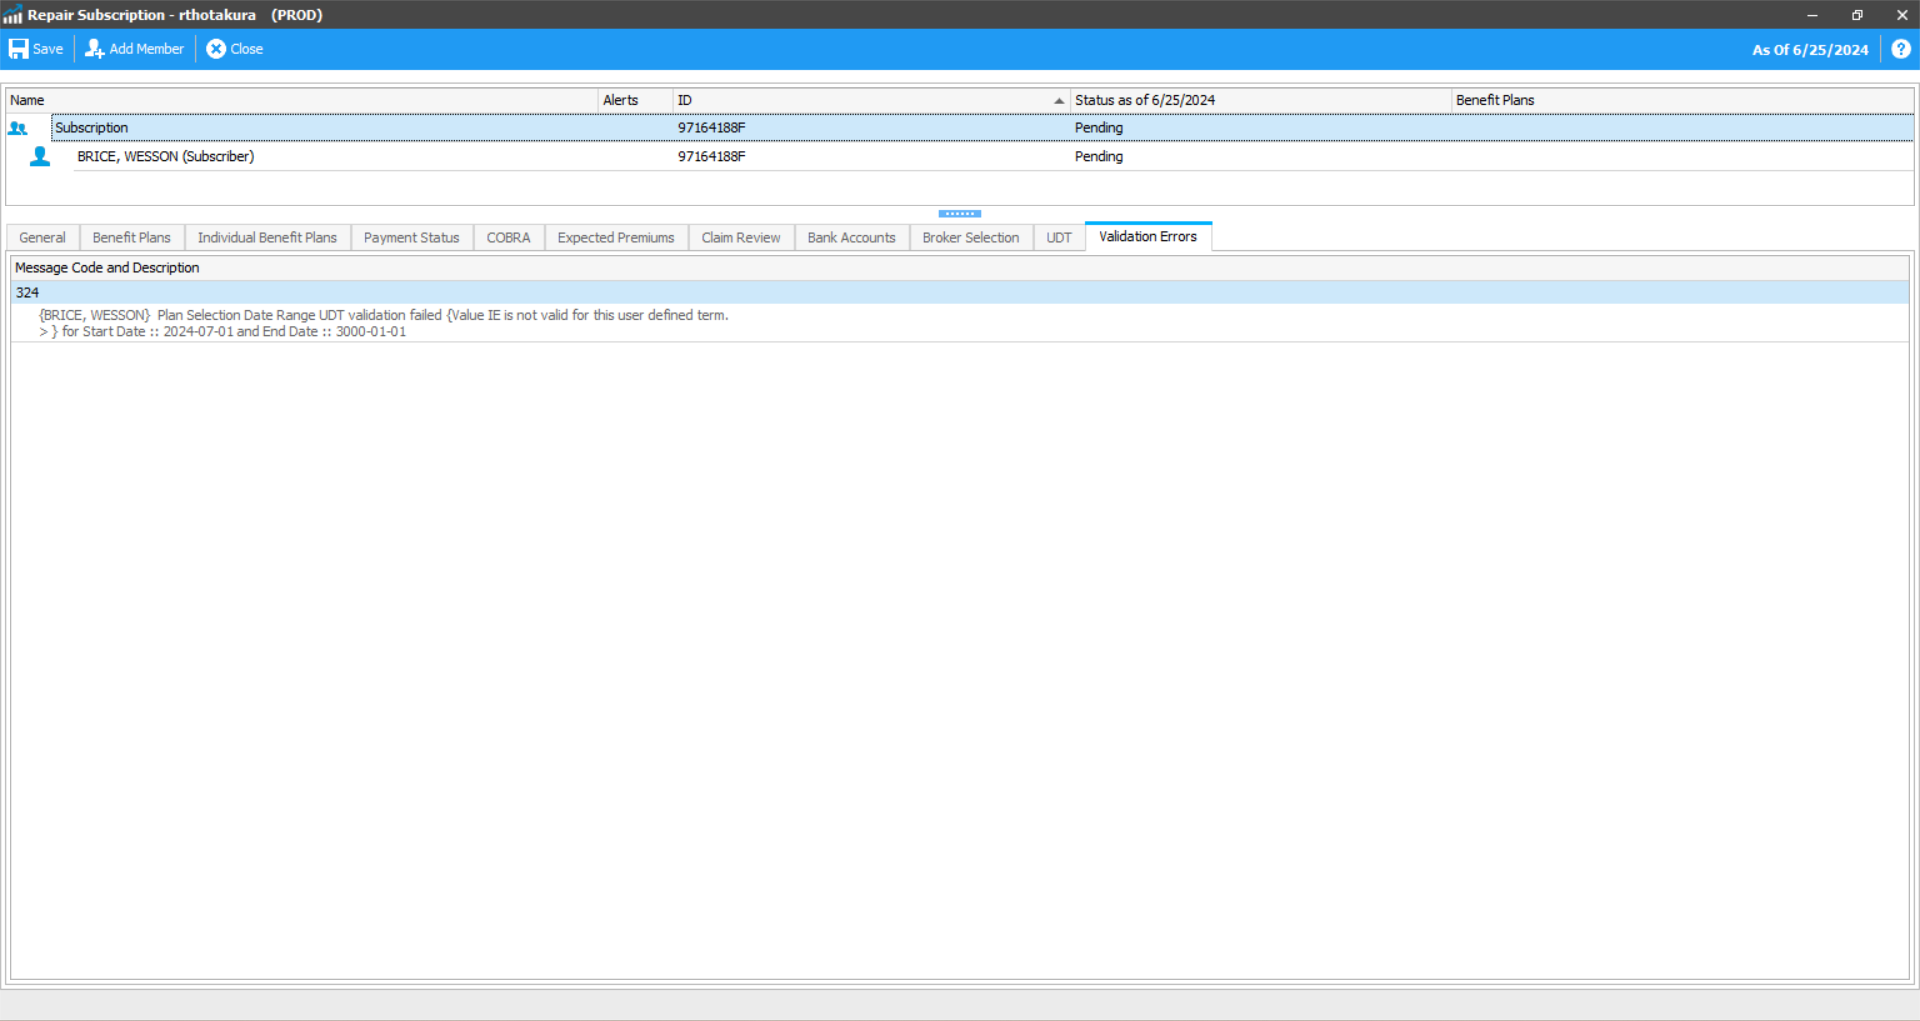 Repair Subscription - rthotakura (PROD)
Save Add Member Close As Of 6/25/2024 ?
Name Alerts ID Status as of 6/25/2024 Benefit Plans
Subscription 97164188F Pending
BRICE, WESSON (Subscriber) 97164188F Pending
General Benefit Plans Individual Benefit Plans Payment Status COBRA Expected Premiums Claim Review Bank Accounts Broker Selection UDT Validation Errors
Message Code and Description
324
{BRICE, WESSON} Plan Selection Date Range UDT validation failed {Value IE is not valid for this user defined term.
> } for Start Date :: 2024-07-01 and End Date :: 3000-01-01